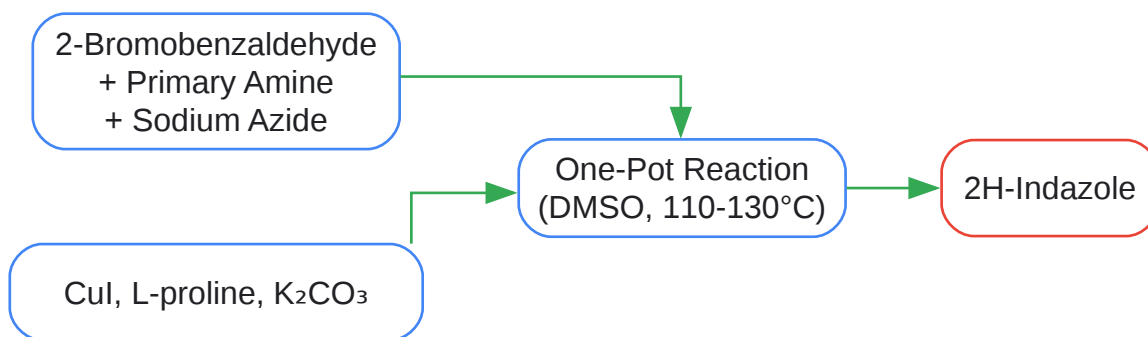 2-Bromobenzaldehyde
+ Primary Amine
+ Sodium Azide
One-Pot Reaction
(DMSO, 110-130°C)
2H-Indazole
CuI, L-proline, K₂CO₃